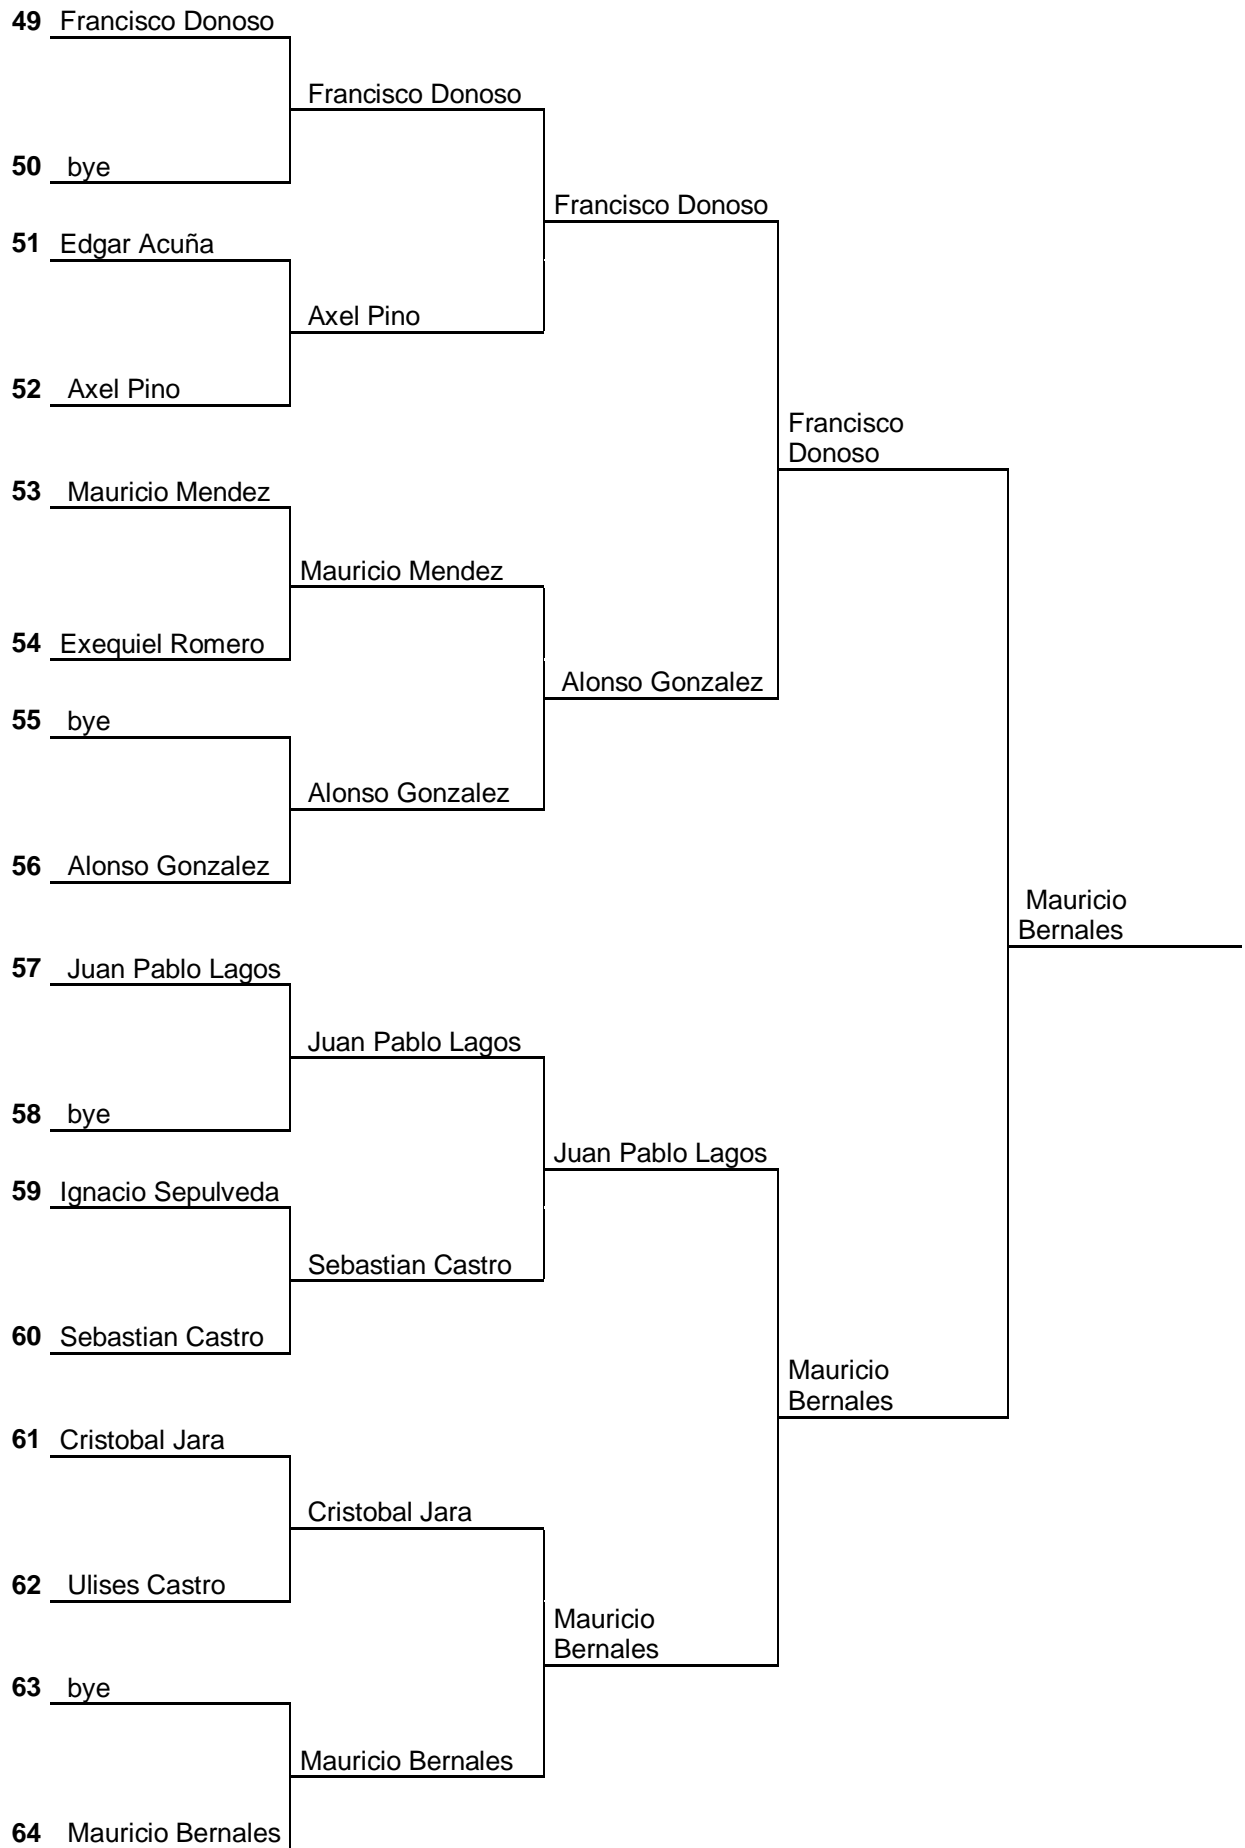 49 Francisco Donoso
Francisco Donoso
50 bye
Francisco Donoso
51 Edgar Acuña
Axel Pino
52 Axel Pino
Francisco
Donoso
53 Mauricio Mendez
Mauricio Mendez
54 Exequiel Romero
Alonso Gonzalez
55 bye
Alonso Gonzalez
56 Alonso Gonzalez
Mauricio
Bernales
57 Juan Pablo Lagos
Juan Pablo Lagos
58 bye
Juan Pablo Lagos
59 Ignacio Sepulveda
Sebastian Castro
60 Sebastian Castro
Mauricio
Bernales
61 Cristobal Jara
Cristobal Jara
62 Ulises Castro
Mauricio
Bernales
63 bye
Mauricio Bernales
64 Mauricio Bernales